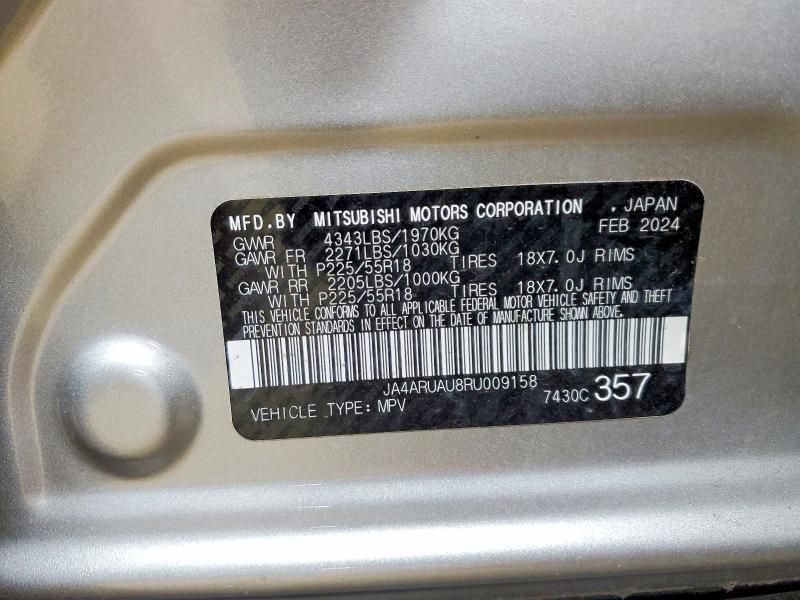 MFD.BY MITSUBISHI MOTORS CORPORATION , JAPAN
FEB 2024
GVWR 4343LBS/1970KG
GAWR FR 2271LBS/1030KG
WITH P225/55R18 TIRES 18X7.0J RIMS
GAWR RR 2205LBS/1000KG
WITH P225/55R18 TIRES 18X7.0J RIMS
THIS VEHICLE CONFORMS TO ALL APPLICABLE FEDERAL MOTOR VEHICLE SAFETY AND THEFT
PREVENTION STANDARDS IN EFFECT ON THE DATE OF MANUFACTURE SHOWN ABOVE.
JA4ARUAU8RU009158
VEHICLE TYPE: MPV 7430C 357